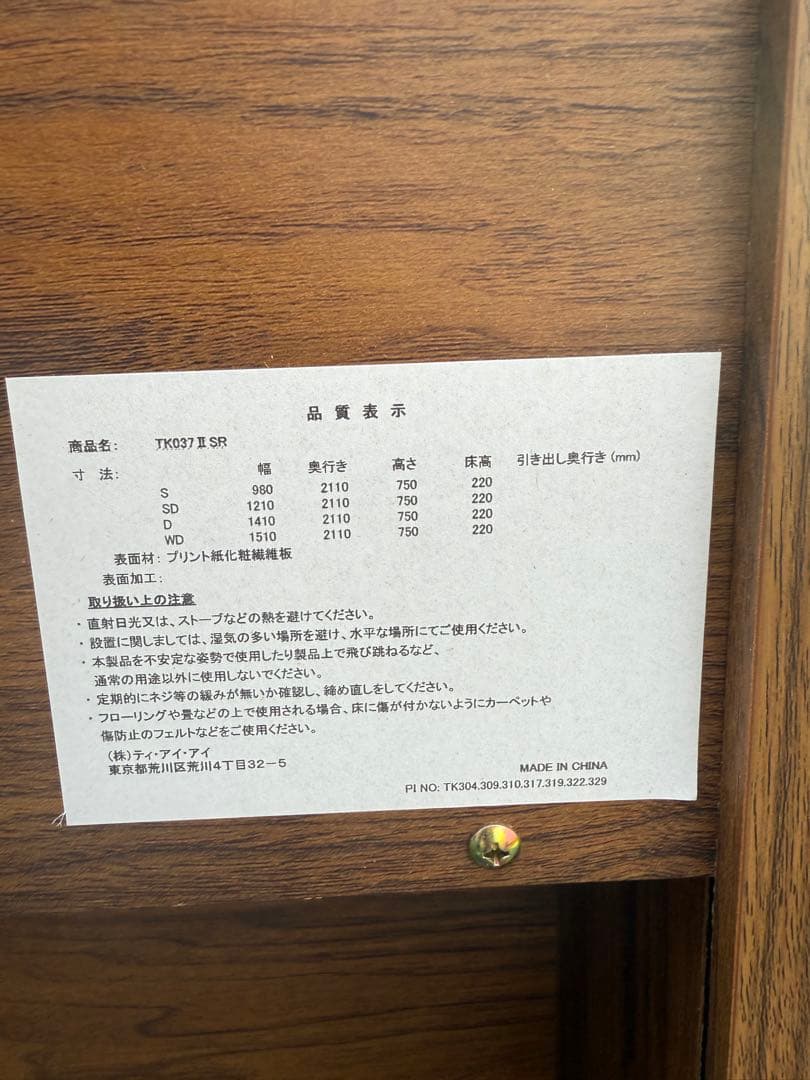 品質表示
商品名: TK037ⅡSR
寸法: 幅 奥行き 高さ 床高 引き出し奥行き(mm)
S 980 2110 750 220
SD 1210 2110 750 220
D 1410 2110 750 220
WD 1510 2110 750 220
表面材: プリント紙化粧繊維板
表面加工:
取り扱い上の注意
・直射日光又は、ストーブなどの熱を避けてください。
・設置に関しましては、湿気の多い場所を避け、水平な場所にてご使用ください。
・本製品を不安定な姿勢で使用したり製品上で飛び跳ねるなど、
通常の用途以外に使用しないでください。
・定期的にネジ等の緩みが無いか確認し、締め直しをしてください。
・フローリングや畳などの上で使用される場合、床に傷が付かないようにカーペットや
傷防止のフェルトなどをご使用ください。
(株)ティ・アイ・アイ
東京都荒川区荒川4丁目32-5
MADE IN CHINA
PI NO: TK304.309.310.317.319.322.329